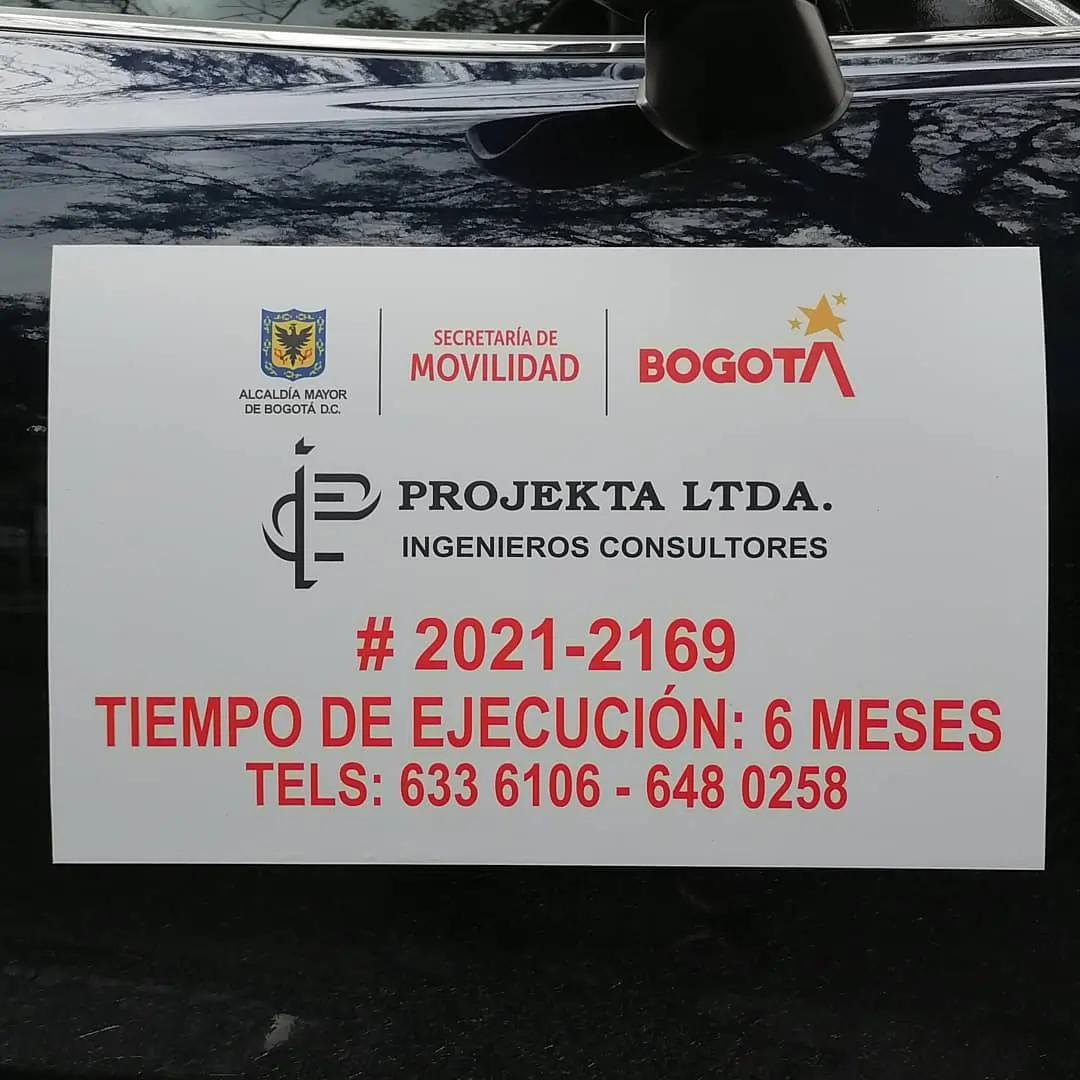 ALCALDÍA MAYOR
DE BOGOTÁ D.C.
SECRETARÍA DE
MOVILIDAD
BOGOTÁ
PROJEKTA LTDA.
INGENIEROS CONSULTORES
# 2021-2169
TIEMPO DE EJECUCIÓN: 6 MESES
TELS: 633 6106 - 648 0258